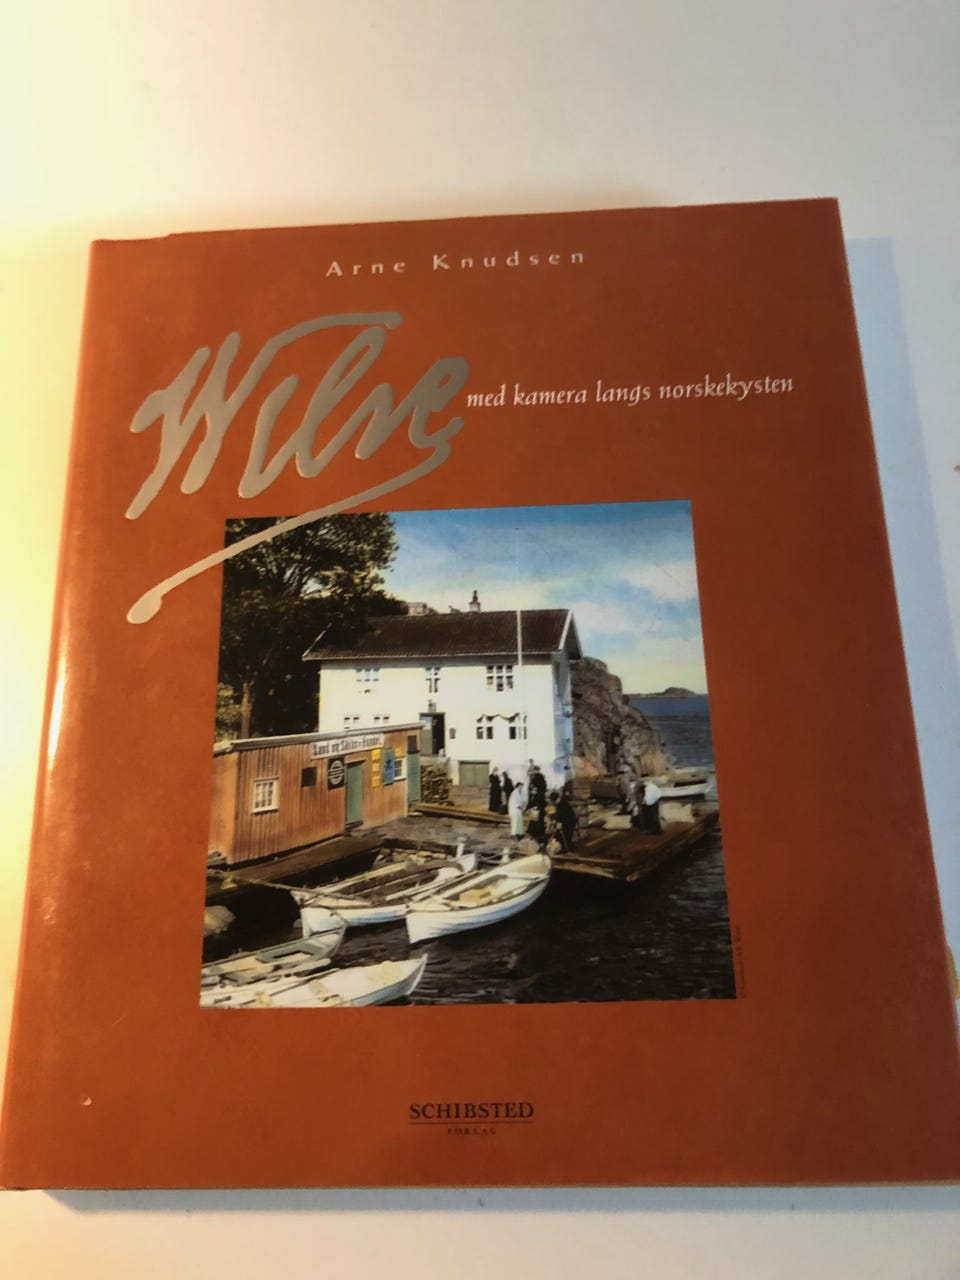 Arne Knudsen
Wilse
med kamera langs norskekysten
SCHIBSTED
FORLAG